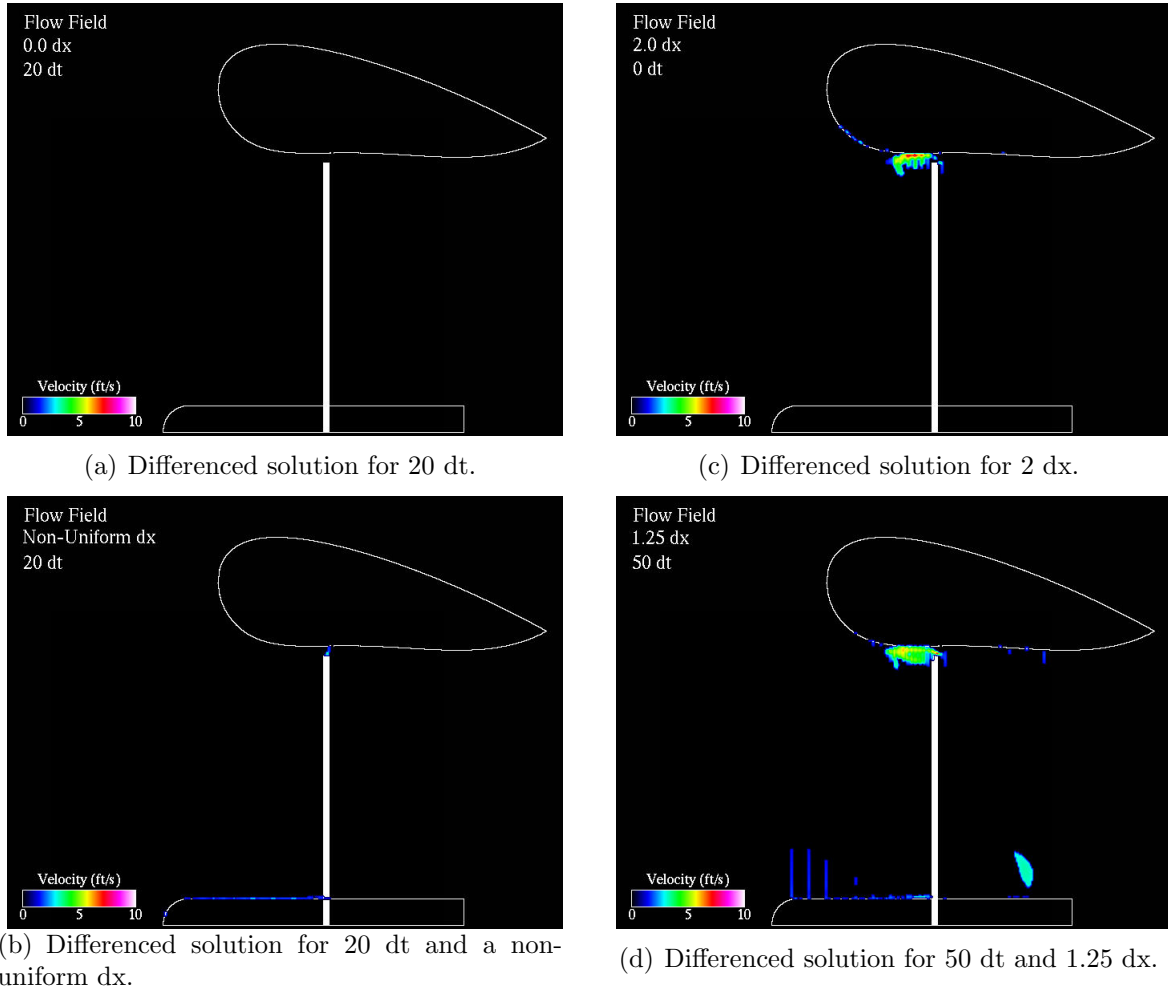 Flow Field
0.0 dx
20 dt
Velocity (ft/s)
0 5 10
(a) Differenced solution for 20 dt.
Flow Field
2.0 dx
0 dt
Velocity (ft/s)
0 5 10
(c) Differenced solution for 2 dx.
Flow Field
Non-Uniform dx
20 dt
Velocity (ft/s)
0 5 10
(b) Differenced solution for 20 dt and a non-
uniform dx.
Flow Field
1.25 dx
50 dt
Velocity (ft/s)
0 5 10
(d) Differenced solution for 50 dt and 1.25 dx.